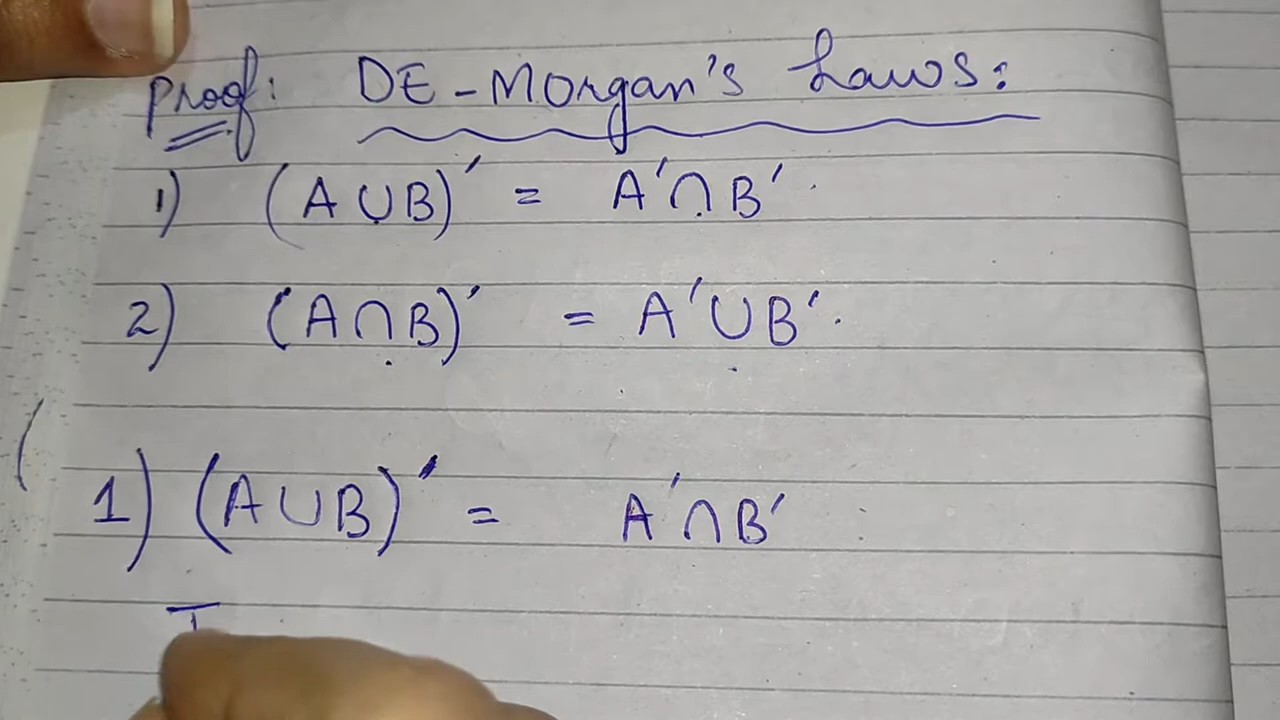 Proof: DE-Morgan's Laws:
1) (A∪B)′ = A′∩B′.
2) (A∩B)′ = A′∪B′.
1) (A∪B)′ = A′∩B′